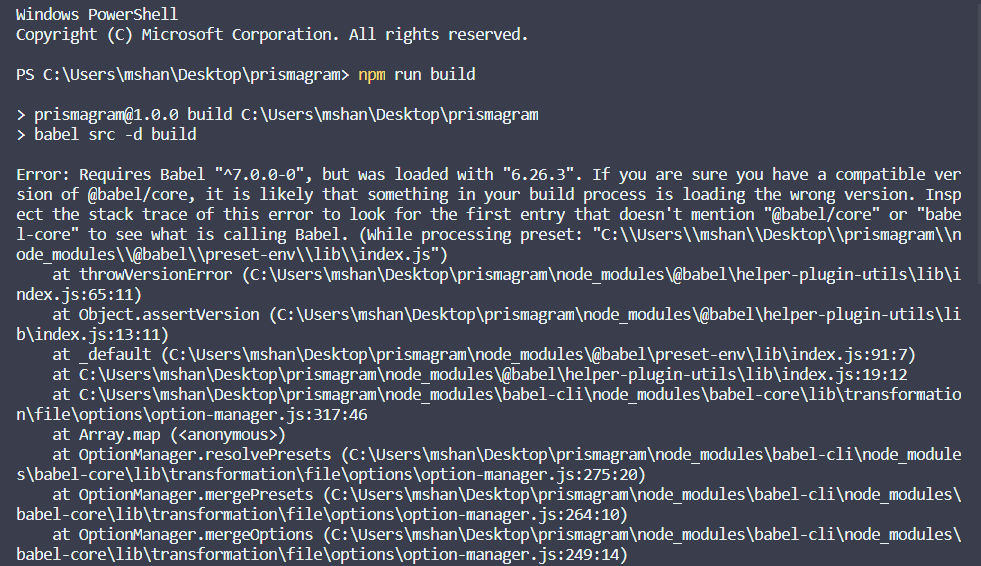 Windows PowerShell
Copyright (C) Microsoft Corporation. All rights reserved.
PS C:\Users\mshan\Desktop\prismagram> npm run build
> prismagram@1.0.0 build C:\Users\mshan\Desktop\prismagram
> babel src -d build
Error: Requires Babel "^7.0.0-0", but was loaded with "6.26.3". If you are sure you have a compatible ver
sion of @babel/core, it is likely that something in your build process is loading the wrong version. Insp
ect the stack trace of this error to look for the first entry that doesn't mention "@babel/core" or "babe
l-core" to see what is calling Babel. (While processing preset: "C:\\Users\\mshan\\Desktop\\prismagram\\n
ode_modules\\@babel\\preset-env\\lib\\index.js")
    at throwVersionError (C:\Users\mshan\Desktop\prismagram\node_modules\@babel\helper-plugin-utils\lib\i
ndex.js:65:11)
    at Object.assertVersion (C:\Users\mshan\Desktop\prismagram\node_modules\@babel\helper-plugin-utils\li
b\index.js:13:11)
    at _default (C:\Users\mshan\Desktop\prismagram\node_modules\@babel\preset-env\lib\index.js:91:7)
    at C:\Users\mshan\Desktop\prismagram\node_modules\@babel\helper-plugin-utils\lib\index.js:19:12
    at C:\Users\mshan\Desktop\prismagram\node_modules\babel-cli\node_modules\babel-core\lib\transformatio
n\file\options\option-manager.js:317:46
    at Array.map (<anonymous>)
    at OptionManager.resolvePresets (C:\Users\mshan\Desktop\prismagram\node_modules\babel-cli\node_module
s\babel-core\lib\transformation\file\options\option-manager.js:275:20)
    at OptionManager.mergePresets (C:\Users\mshan\Desktop\prismagram\node_modules\babel-cli\node_modules\
babel-core\lib\transformation\file\options\option-manager.js:264:10)
    at OptionManager.mergeOptions (C:\Users\mshan\Desktop\prismagram\node_modules\babel-cli\node_modules\
babel-core\lib\transformation\file\options\option-manager.js:249:14)